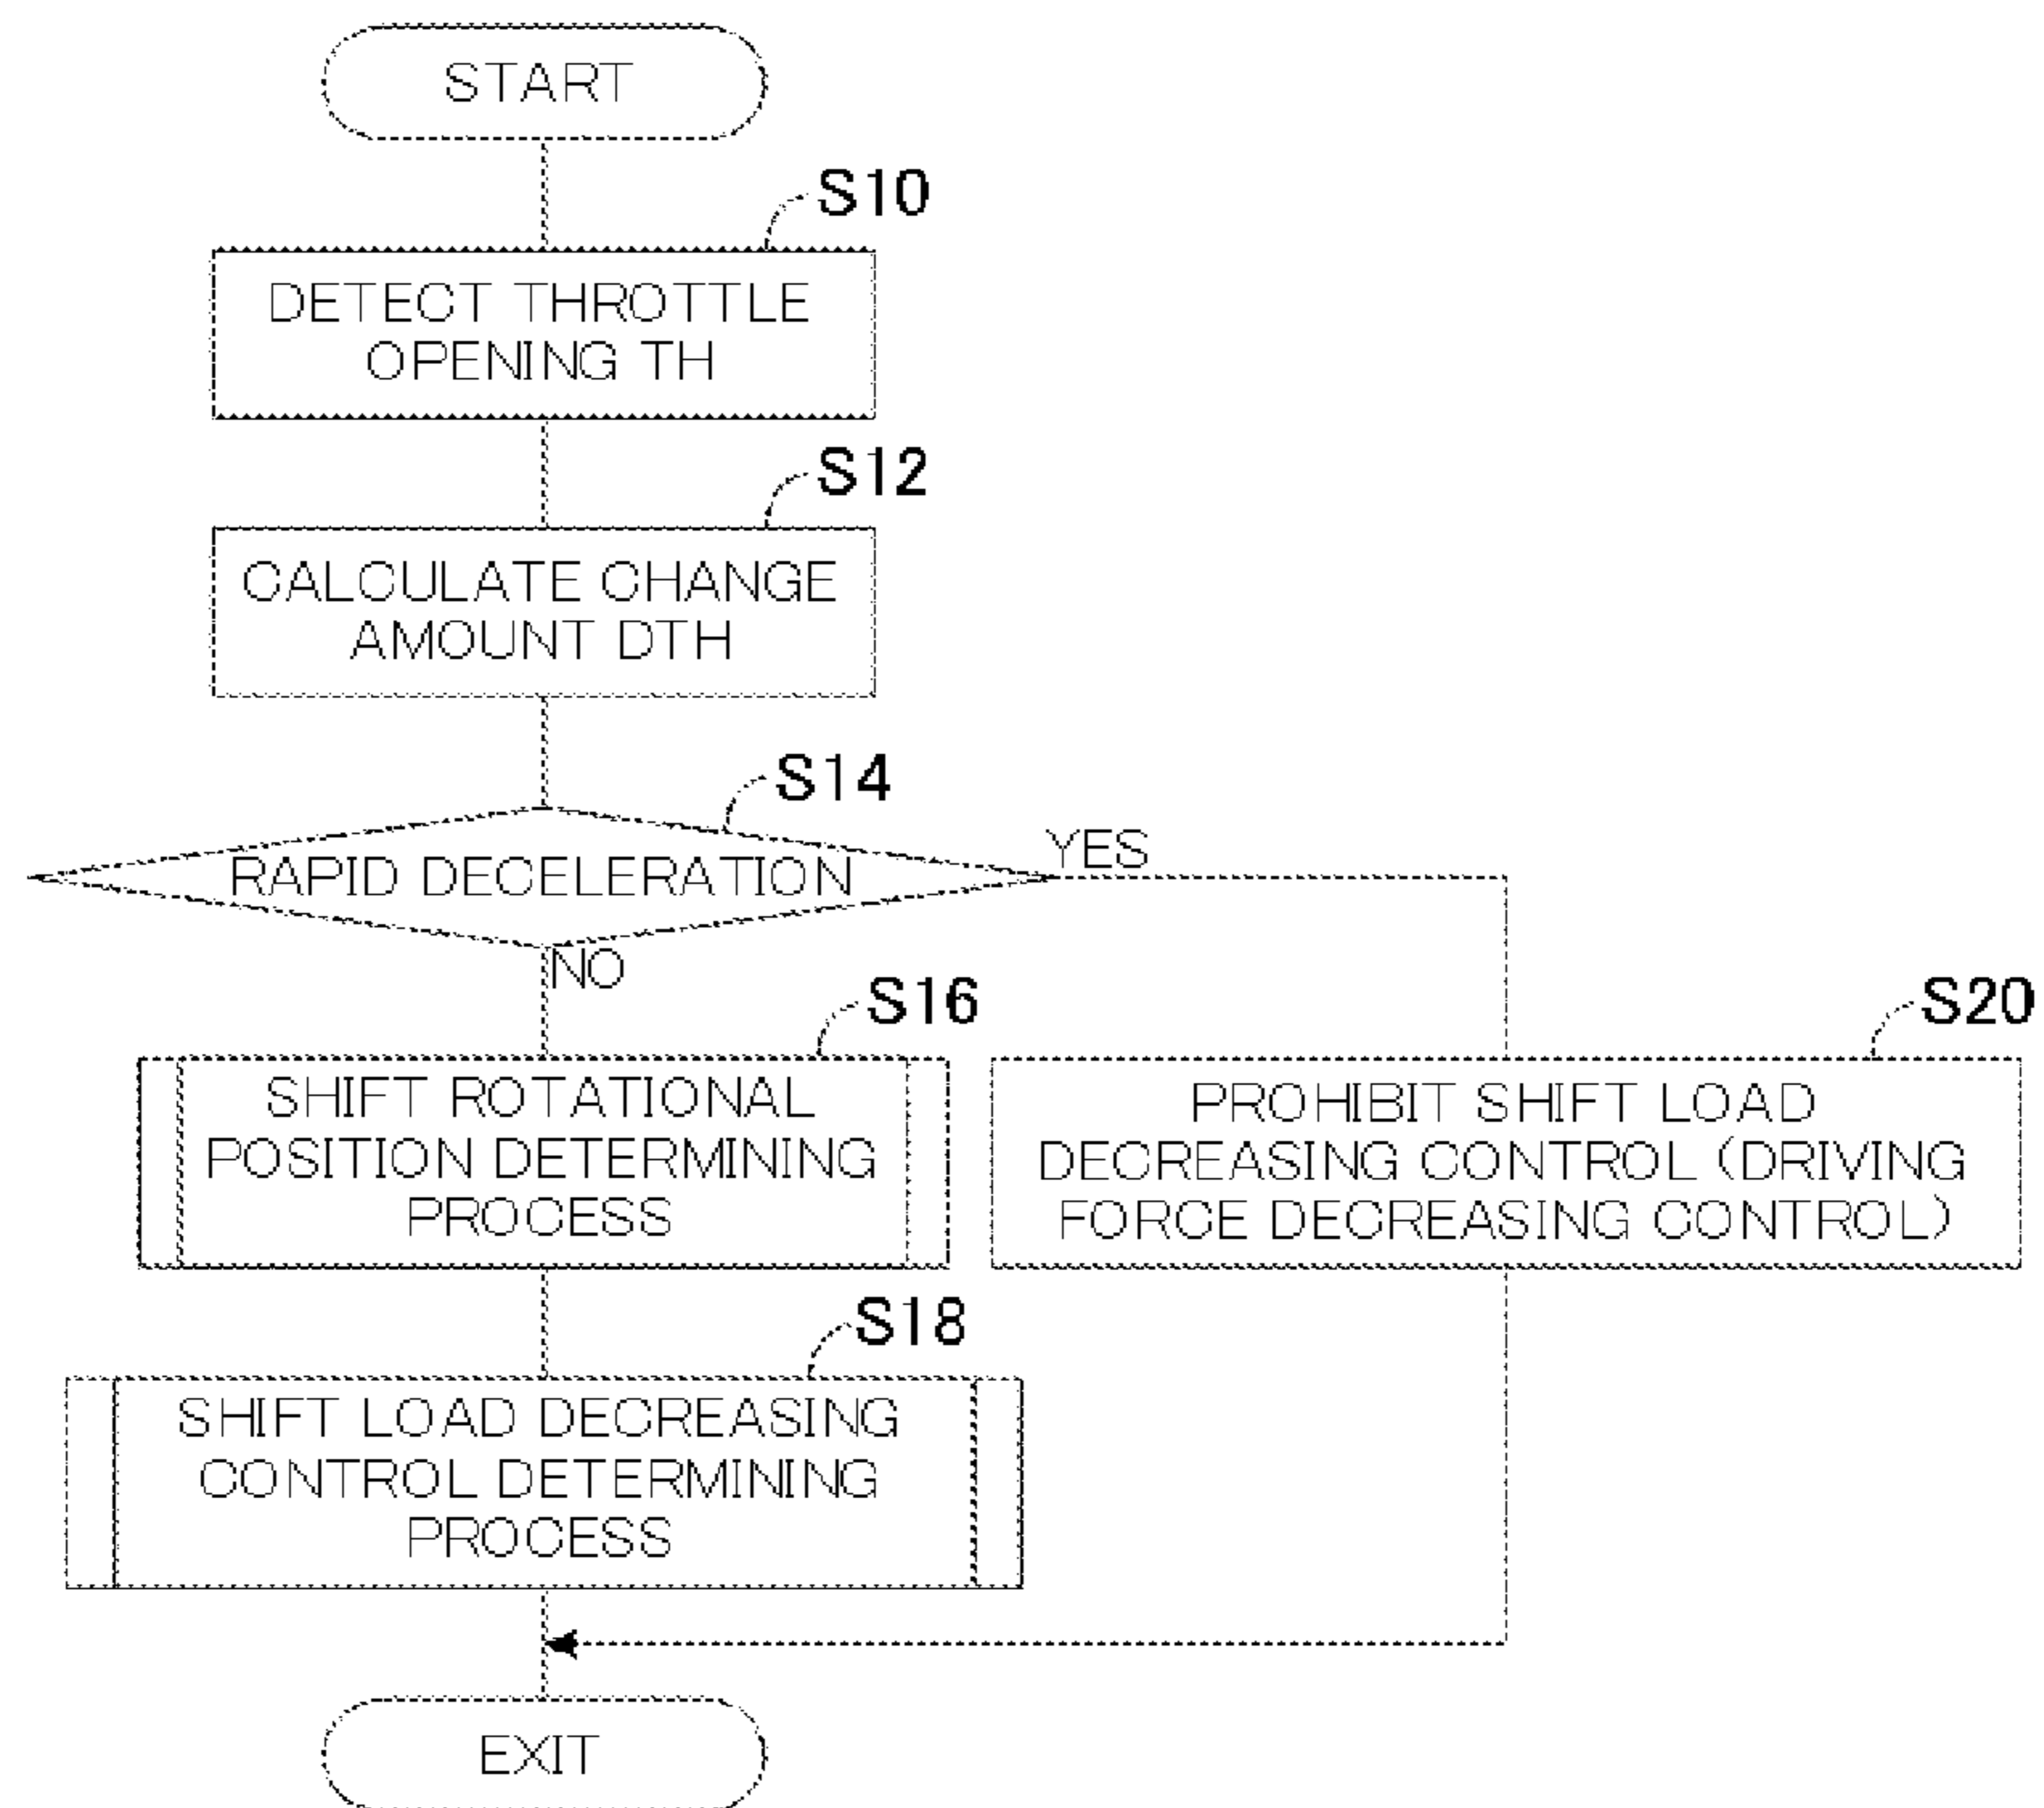 START
S10
DETECT THROTTLE
OPENING TH
S12
CALCULATE CHANGE
AMOUNT DTH
S14
RAPID DECELERATION
YES
NO
S16
SHIFT ROTATIONAL
POSITION DETERMINING
PROCESS
S20
PROHIBIT SHIFT LOAD
DECREASING CONTROL (DRIVING
FORCE DECREASING CONTROL)
S18
SHIFT LOAD DECREASING
CONTROL DETERMINING
PROCESS
EXIT